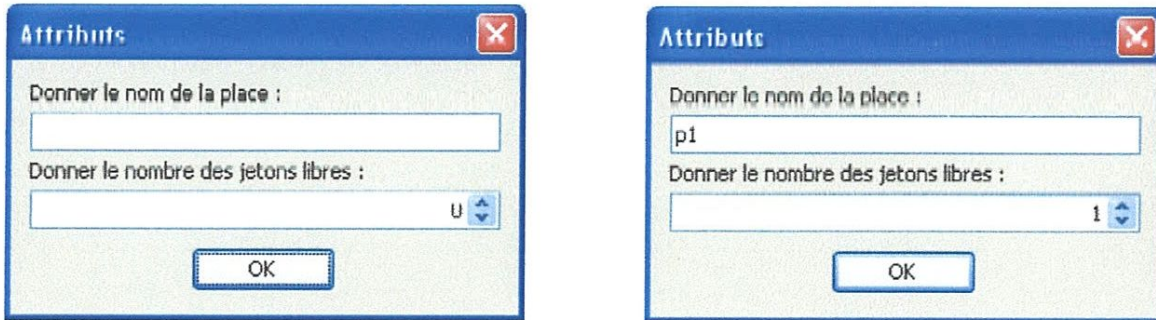 Attributs
Donner le nom de la place :
Donner le nombre des jetons libres :
0
OK
Attributs
Donner le nom de la place :
p1
Donner le nombre des jetons libres :
1
OK